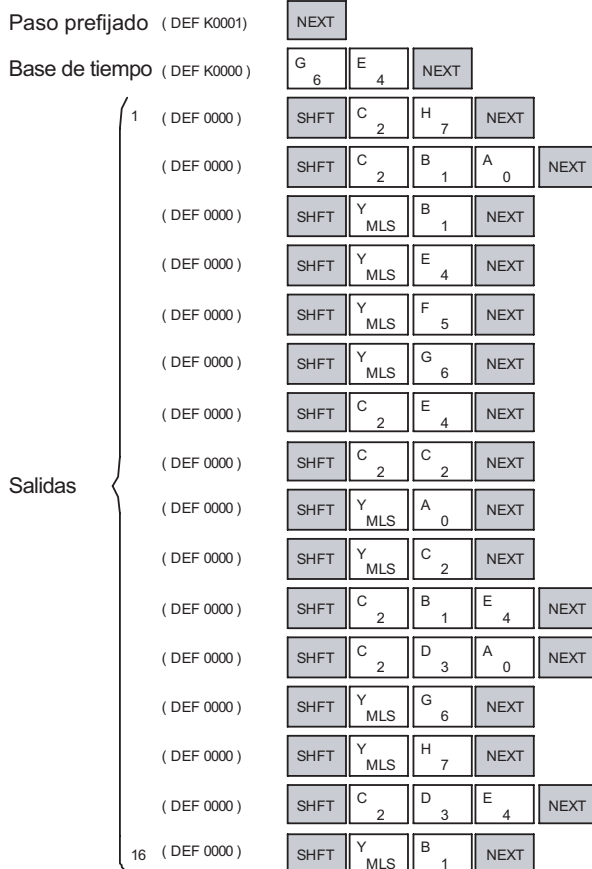 Paso prefijado ( DEF K0001) NEXT
Base de tiempo ( DEF K0000 ) G 6 E 4 NEXT
1 ( DEF 0000 ) SHFT C 2 H 7 NEXT
( DEF 0000 ) SHFT C 2 B 1 A 0 NEXT
( DEF 0000 ) SHFT Y MLS B 1 NEXT
( DEF 0000 ) SHFT Y MLS E 4 NEXT
( DEF 0000 ) SHFT Y MLS F 5 NEXT
( DEF 0000 ) SHFT Y MLS G 6 NEXT
( DEF 0000 ) SHFT C 2 E 4 NEXT
( DEF 0000 ) SHFT C 2 C 2 NEXT
Salidas
( DEF 0000 ) SHFT Y MLS A 0 NEXT
( DEF 0000 ) SHFT Y MLS C 2 NEXT
( DEF 0000 ) SHFT C 2 B 1 E 4 NEXT
( DEF 0000 ) SHFT C 2 D 3 A 0 NEXT
( DEF 0000 ) SHFT Y MLS G 6 NEXT
( DEF 0000 ) SHFT Y MLS H 7 NEXT
( DEF 0000 ) SHFT C 2 D 3 E 4 NEXT
16 ( DEF 0000 ) SHFT Y MLS B 1 NEXT